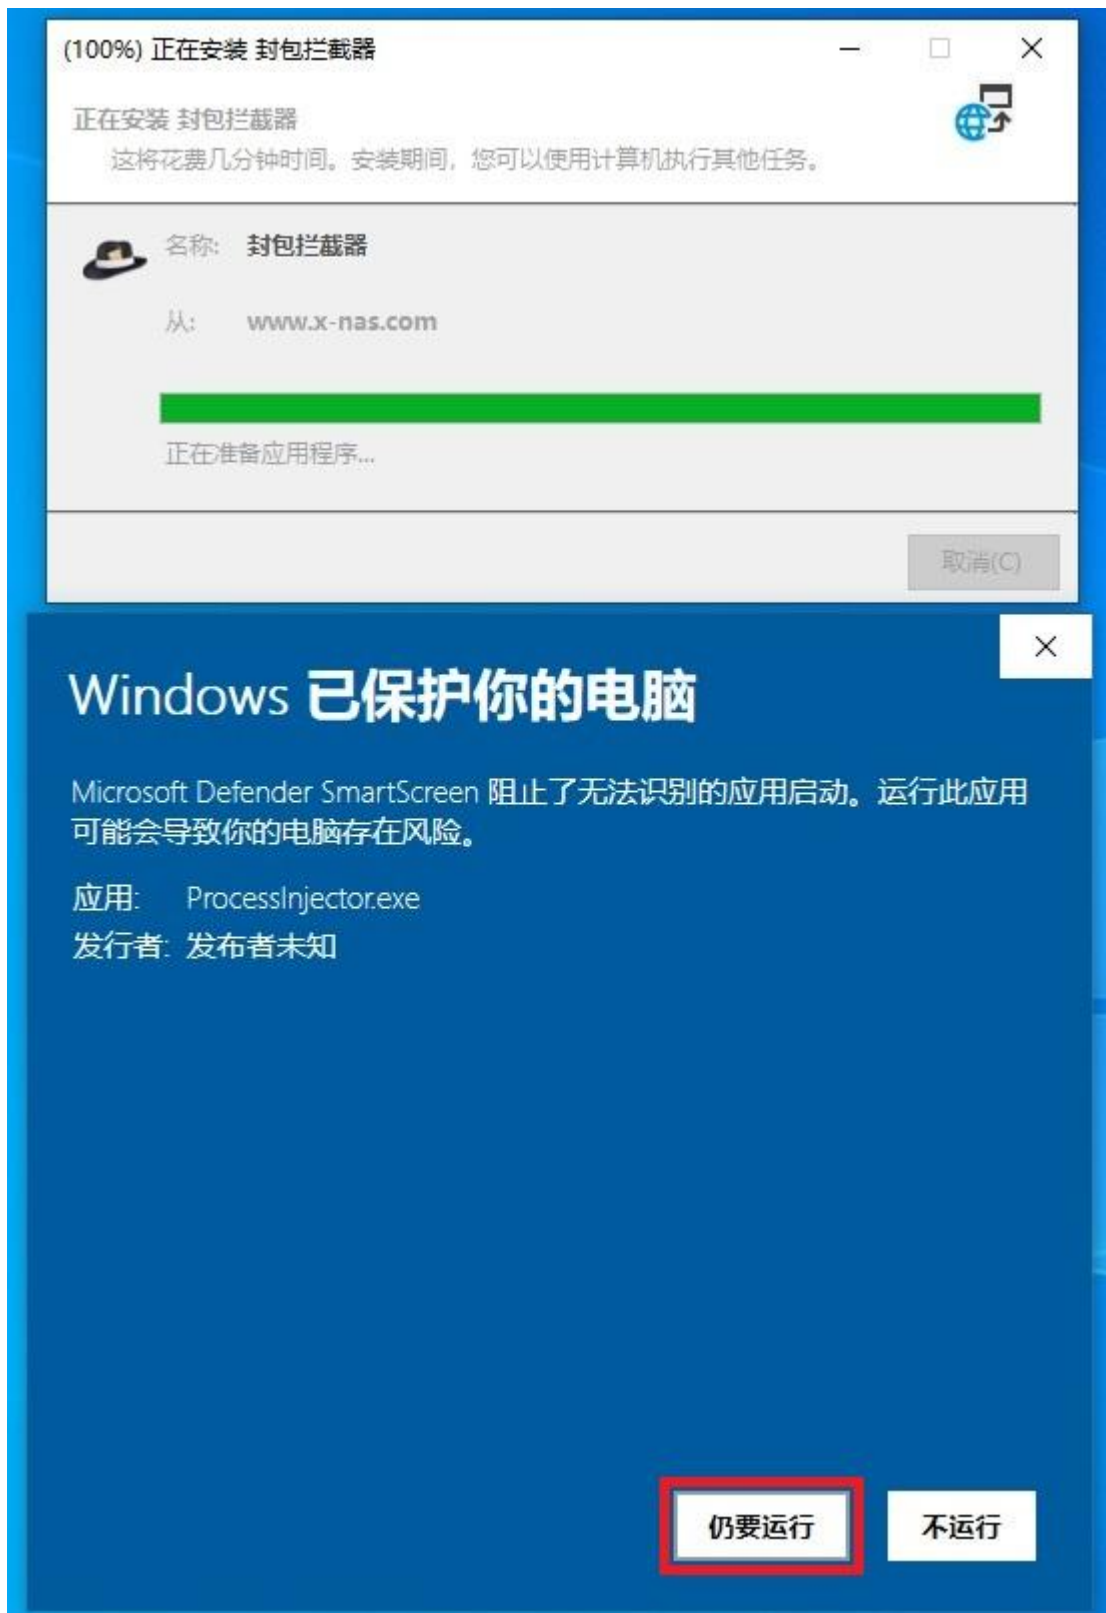 (100%) 正在安装 封包拦截器
正在安装 封包拦截器
这将花费几分钟时间。安装期间，您可以使用计算机执行其他任务。
名称: 封包拦截器
从: www.x-nas.com
正在准备应用程序...
取消(C)
Windows 已保护你的电脑
Microsoft Defender SmartScreen 阻止了无法识别的应用启动。运行此应用
可能会导致你的电脑存在风险。
应用: ProcessInjector.exe
发行者: 发布者未知
仍要运行 不运行